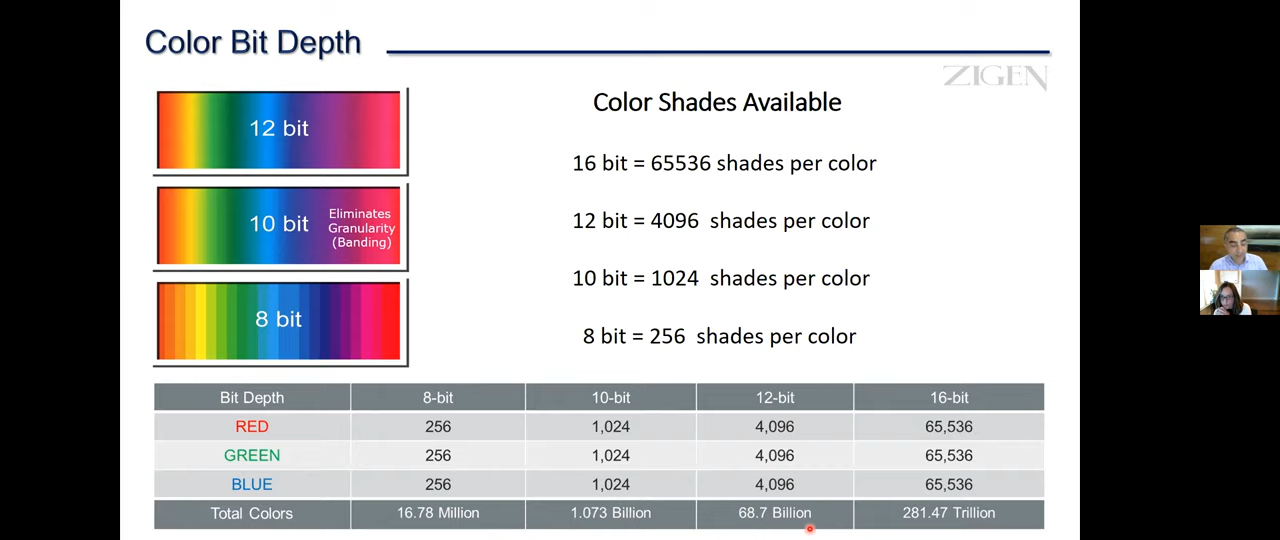 Color Bit Depth
ZIGEN
12 bit
10 bit
Eliminates
Granularity
(Banding)
8 bit
Color Shades Available
16 bit = 65536 shades per color
12 bit = 4096 shades per color
10 bit = 1024 shades per color
8 bit = 256 shades per color
Bit Depth 8-bit 10-bit 12-bit 16-bit
RED 256 1,024 4,096 65,536
GREEN 256 1,024 4,096 65,536
BLUE 256 1,024 4,096 65,536
Total Colors 16.78 Million 1.073 Billion 68.7 Billion 281.47 Trillion